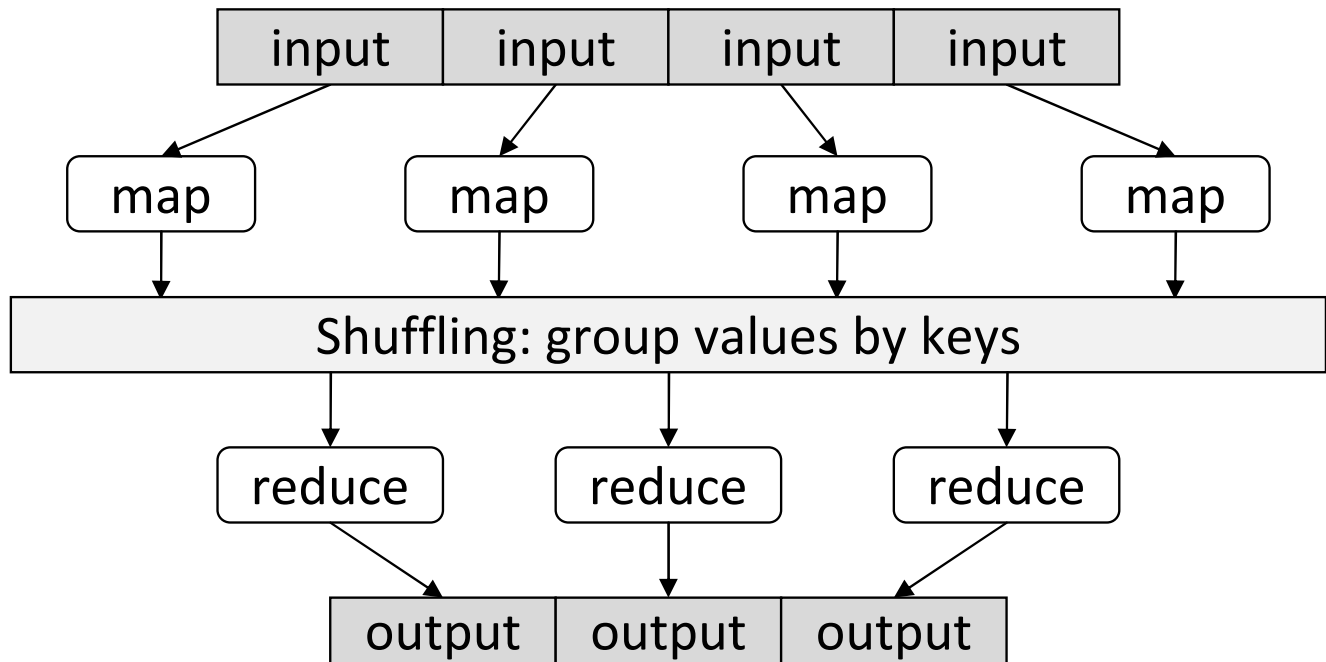 input input input input
map map map map
Shuffling: group values by keys
reduce reduce reduce
output output output